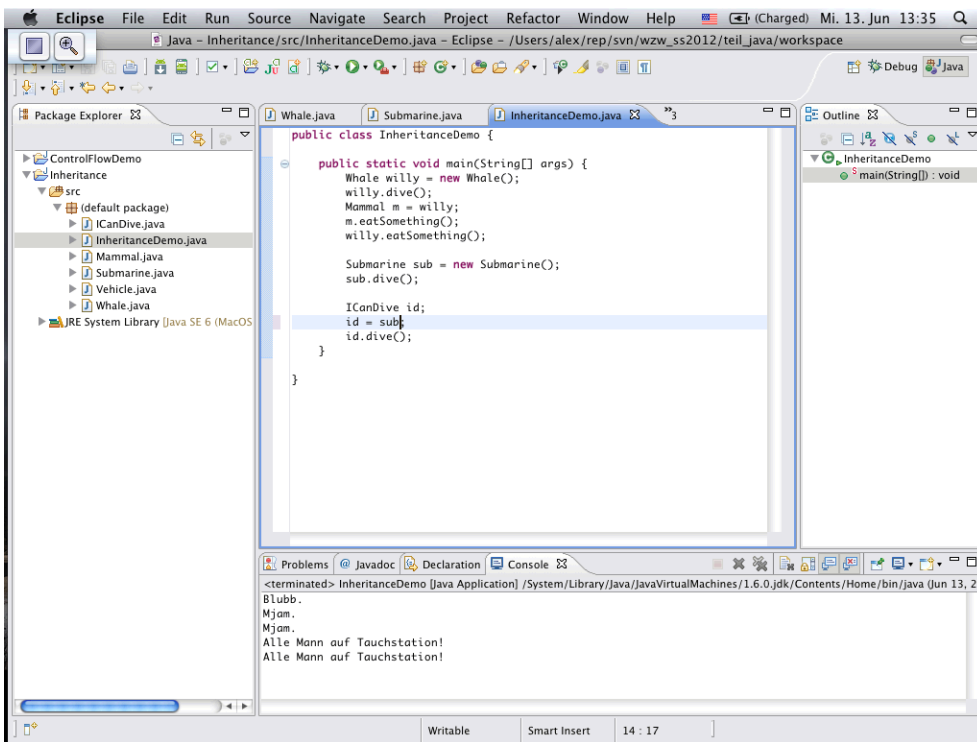 Eclipse File Edit Run Source Navigate Search Project Refactor Window Help (Charged) Mi. 13. Jun 13:35
Java – Inheritance/src/InheritanceDemo.java – Eclipse – /Users/alex/rep/svn/wzw_ss2012/teil_java/workspace
Debug Java
Package Explorer
ControlFlowDemo
Inheritance
src
(default package)
ICanDive.java
InheritanceDemo.java
Mammal.java
Submarine.java
Vehicle.java
Whale.java
JRE System Library [Java SE 6 (MacOS
Whale.java Submarine.java InheritanceDemo.java »3
public class InheritanceDemo {
public static void main(String[] args) {
Whale willy = new Whale();
willy.dive();
Mammal m = willy;
m.eatSomething();
willy.eatSomething();
Submarine sub = new Submarine();
sub.dive();
ICanDive id;
id = sub;
id.dive();
}
}
Outline
InheritanceDemo
main(String[]) : void
Problems @ Javadoc Declaration Console
<terminated> InheritanceDemo [Java Application] /System/Library/Java/JavaVirtualMachines/1.6.0.jdk/Contents/Home/bin/java (Jun 13, 2
Blubb.
Mjam.
Mjam.
Alle Mann auf Tauchstation!
Alle Mann auf Tauchstation!
Writable Smart Insert 14 : 17